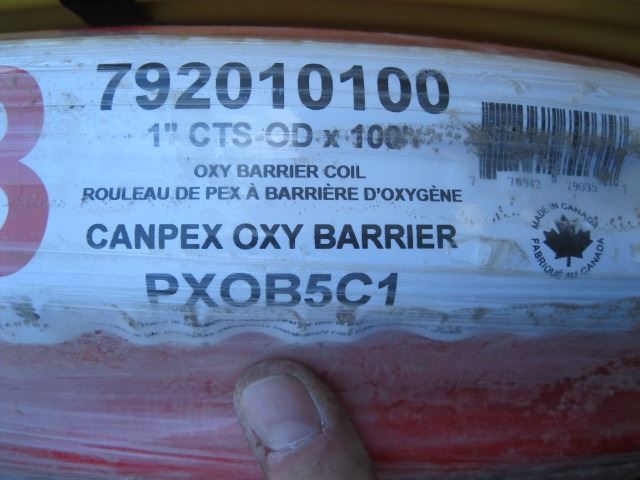 792010100
1" CTS-OD x 100'
OXY BARRIER COIL
ROULEAU DE PEX À BARRIÈRE D'OXYGÈNE
CANPEX OXY BARRIER
PXOB5C1
MADE IN CANADA
FABRIQUÉ AU CANADA